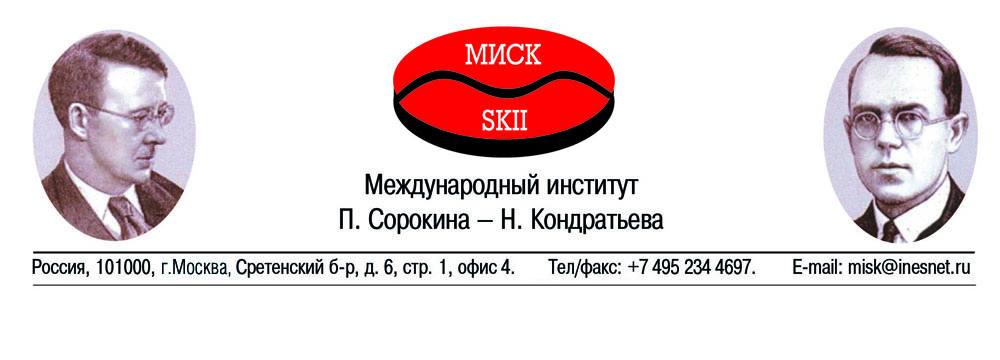 МИСК
SKII
Международный институт
П. Сорокина – Н. Кондратьева
Россия, 101000, г.Москва, Сретенский б-р, д. 6, стр. 1, офис 4. Тел/факс: +7 495 234 4697. E-mail: misk@inesnet.ru